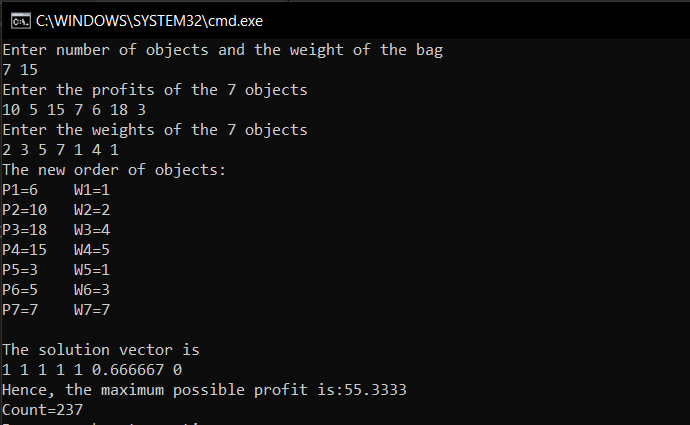 C:\WINDOWS\SYSTEM32\cmd.exe
Enter number of objects and the weight of the bag
7 15
Enter the profits of the 7 objects
10 5 15 7 6 18 3
Enter the weights of the 7 objects
2 3 5 7 1 4 1
The new order of objects:
P1=6 W1=1
P2=10 W2=2
P3=18 W3=4
P4=15 W4=5
P5=3 W5=1
P6=5 W6=3
P7=7 W7=7
The solution vector is
1 1 1 1 1 0.666667 0
Hence, the maximum possible profit is:55.3333
Count=237